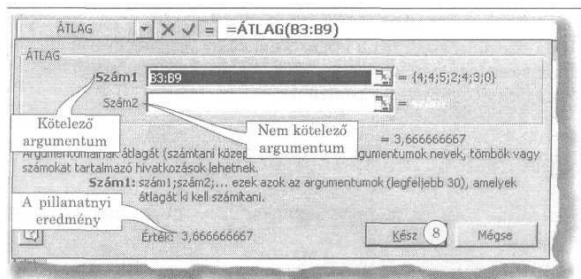 ÁTLAG = =ÁTLAG(B3:B9)
ÁTLAG
Szám1 B3:B9 = {4;4;5;2;4;3;0}
Szám2 =
Kötelező argumentum
Nem kötelező argumentum
= 3,666666667
átlagát (számtani közep gumentumok nevek, tömbök vagy
számokat tartalmazó hivatkozások lehetnek.
Szám1: szám1;szám2;... ezek azok az argumentumok (legfeljebb 30), amelyek
átlagát ki kell számítani.
A pillanatnyi eredmény
Érték: 3,666666667
Kész 8 Mégse